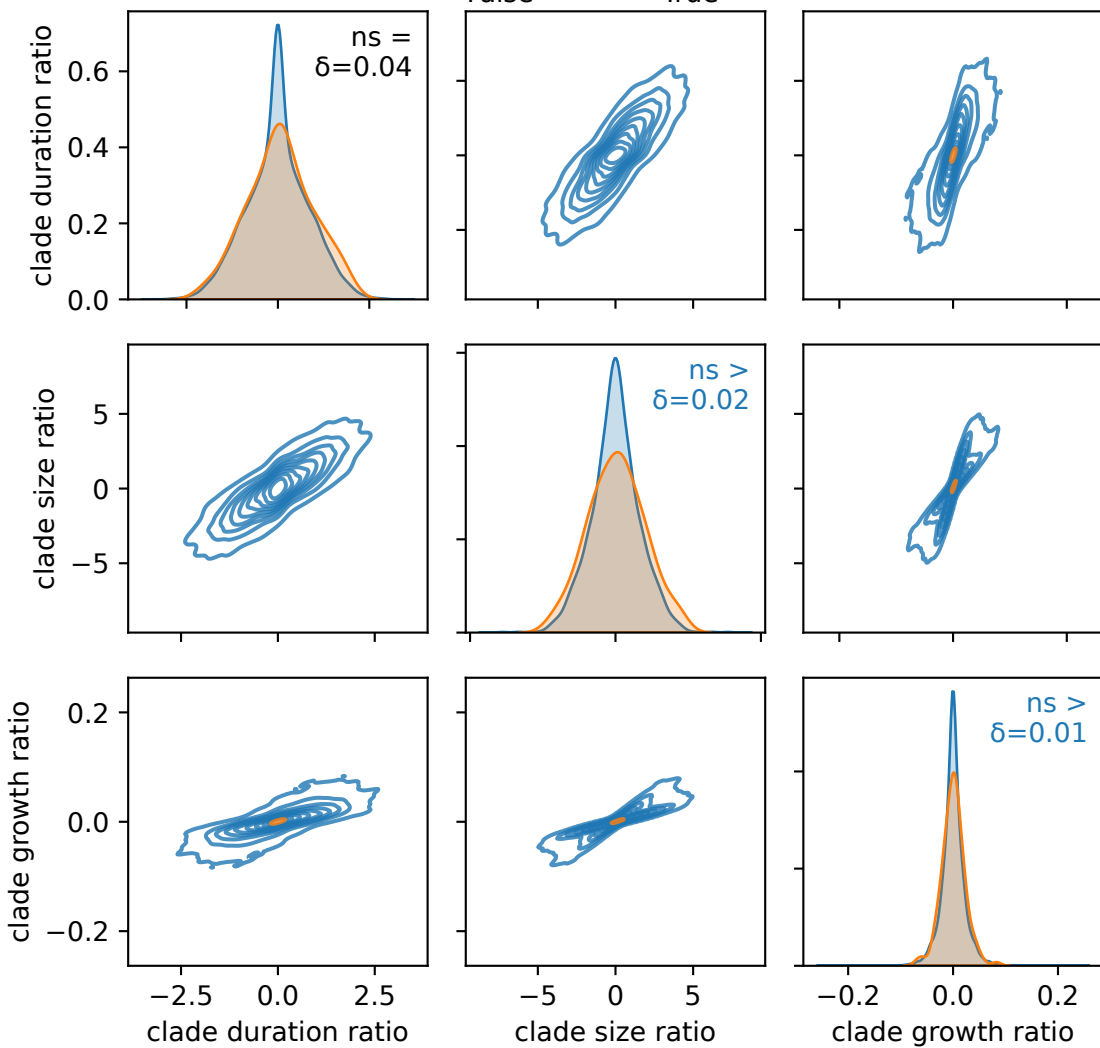 clade duration ratio
0.6
0.4
0.2
0.0
ns =
δ=0.04
clade size ratio
5
0
−5
ns >
δ=0.02
clade growth ratio
0.2
0.0
−0.2
ns >
δ=0.01
−2.5 0.0 2.5
−5 0 5
−0.2 0.0 0.2
clade duration ratio
clade size ratio
clade growth ratio